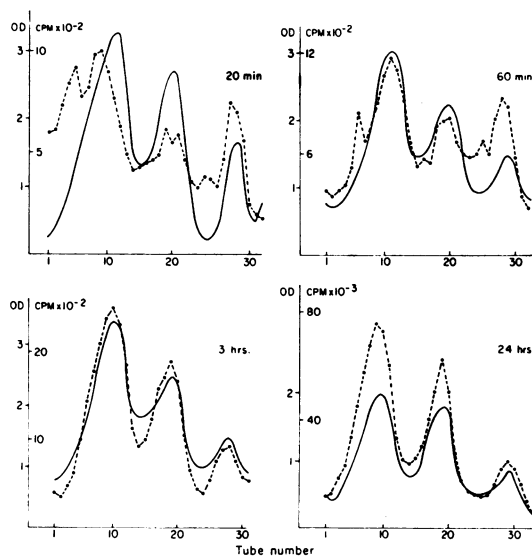 OD CPM x 10-2
3 10
20 min
2
5
1
1 10 20 30
OD CPM x 10-2
3 12
60 min
2
6
1
1 10 20 30
OD CPM x 10-2
3
20
3 hrs.
2
10
1
1 10 20 30
OD CPM x 10-3
80
24 hrs
2
40
1
1 10 20 30
Tube number